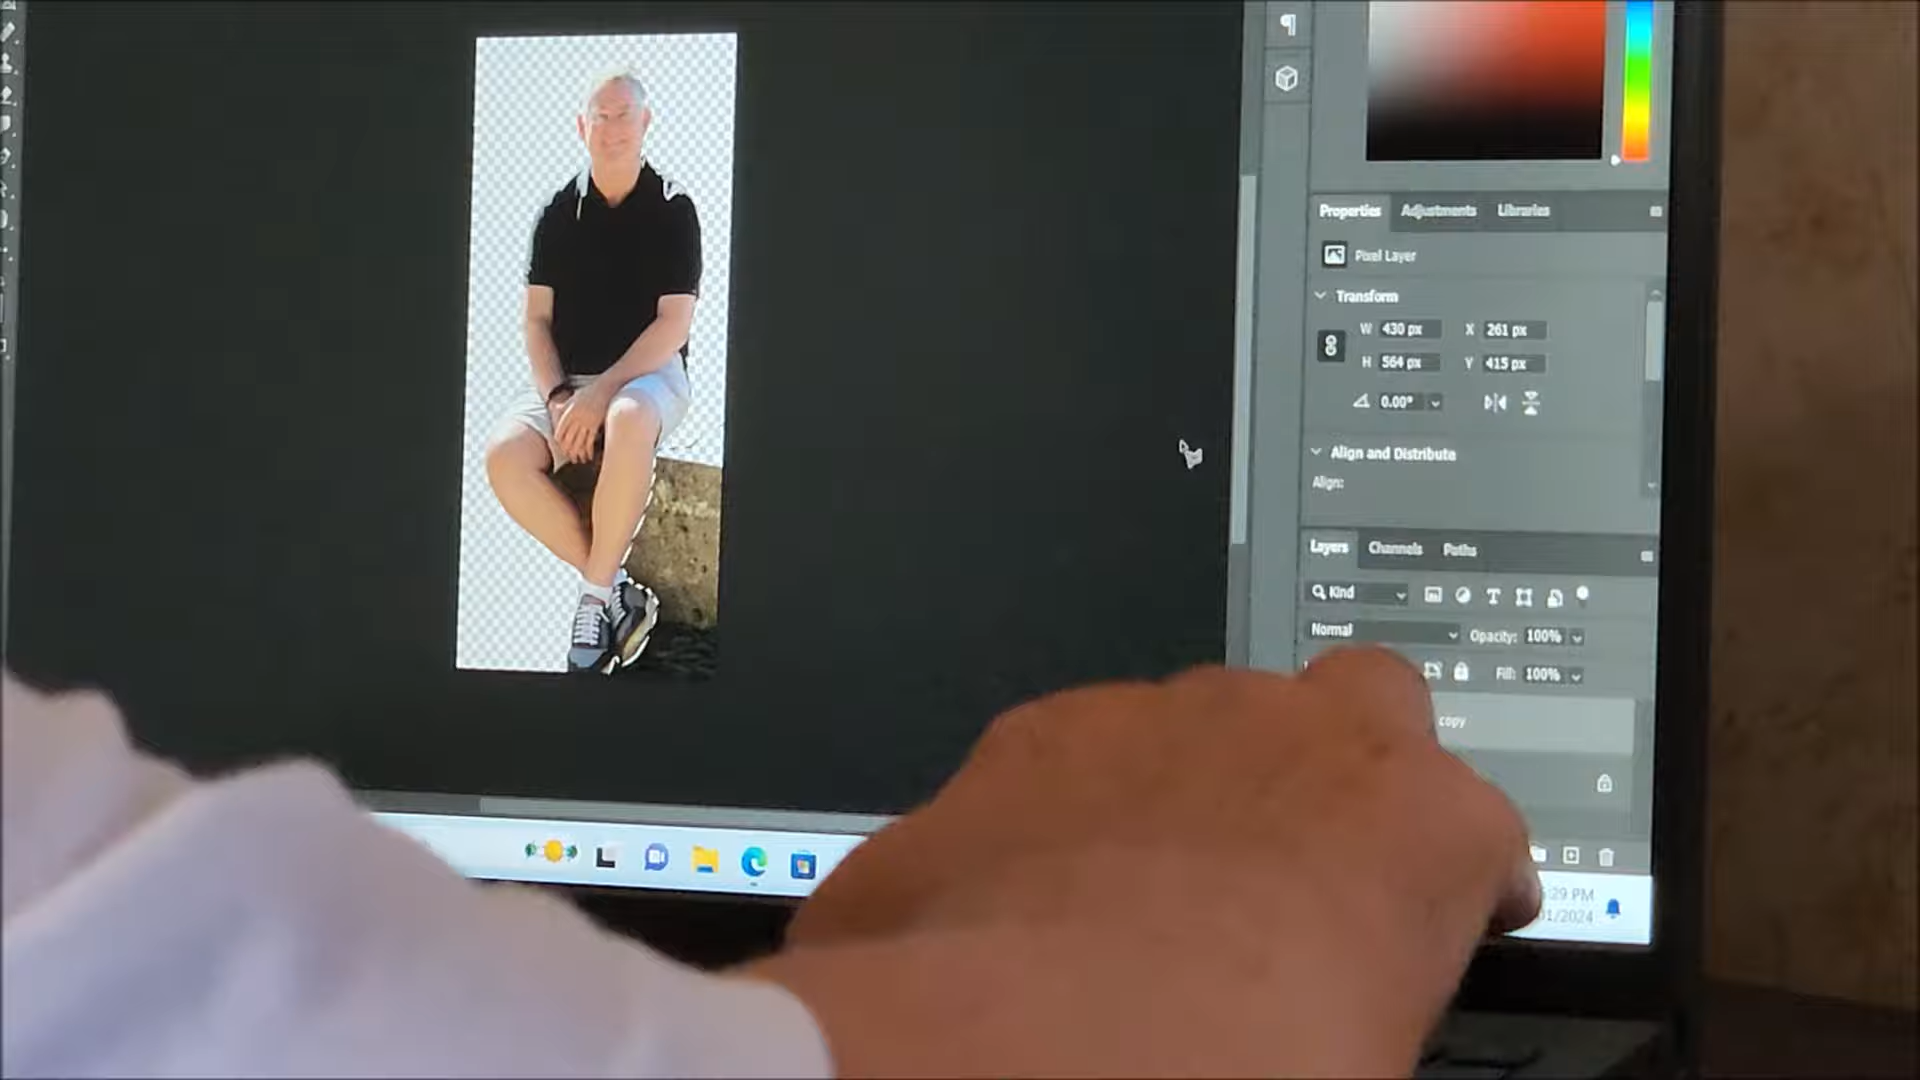 Properties Adjustments Libraries
Pixel Layer
Transform
W 430 px X 261 px
H 564 px Y 415 px
0.00°
Align and Distribute
Align:
Layers Channels Paths
Kind
Normal Opacity: 100%
Fill: 100%
copy
:29 PM
01/2024